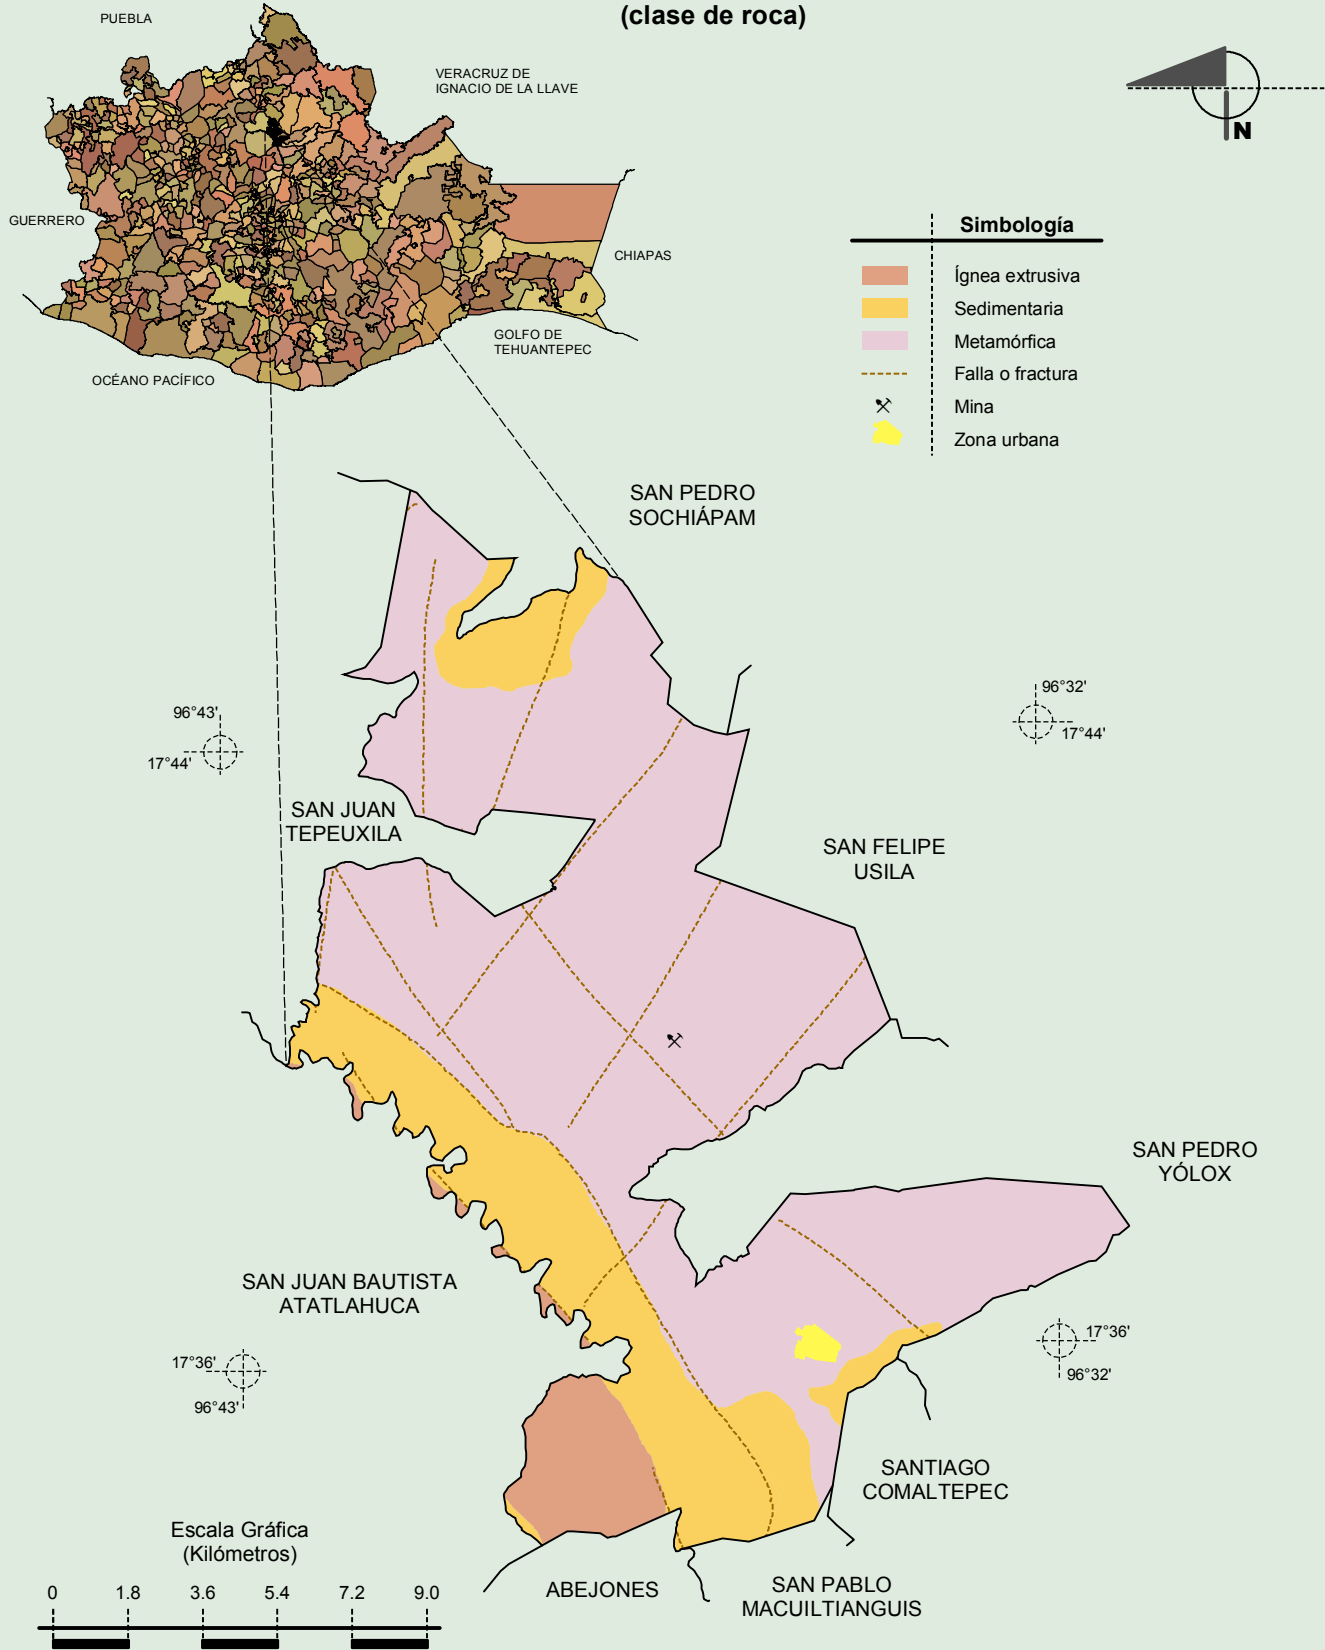 (clase de roca)
PUEBLA
VERACRUZ DE
IGNACIO DE LA LLAVE
N
GUERRERO
CHIAPAS
GOLFO DE
TEHUANTEPEC
OCÉANO PACÍFICO
Simbología
Ígnea extrusiva
Sedimentaria
Metamórfica
Falla o fractura
Mina
Zona urbana
SAN PEDRO
SOCHIÁPAM
96°43'
17°44'
96°32'
17°44'
SAN JUAN
TEPEUXILA
SAN FELIPE
USILA
SAN PEDRO
YÓLOX
SAN JUAN BAUTISTA
ATATLAHUCA
17°36'
96°43'
17°36'
96°32'
SANTIAGO
COMALTEPEC
Escala Gráfica
(Kilómetros)
0 1.8 3.6 5.4 7.2 9.0
ABEJONES
SAN PABLO
MACUILTIANGUIS